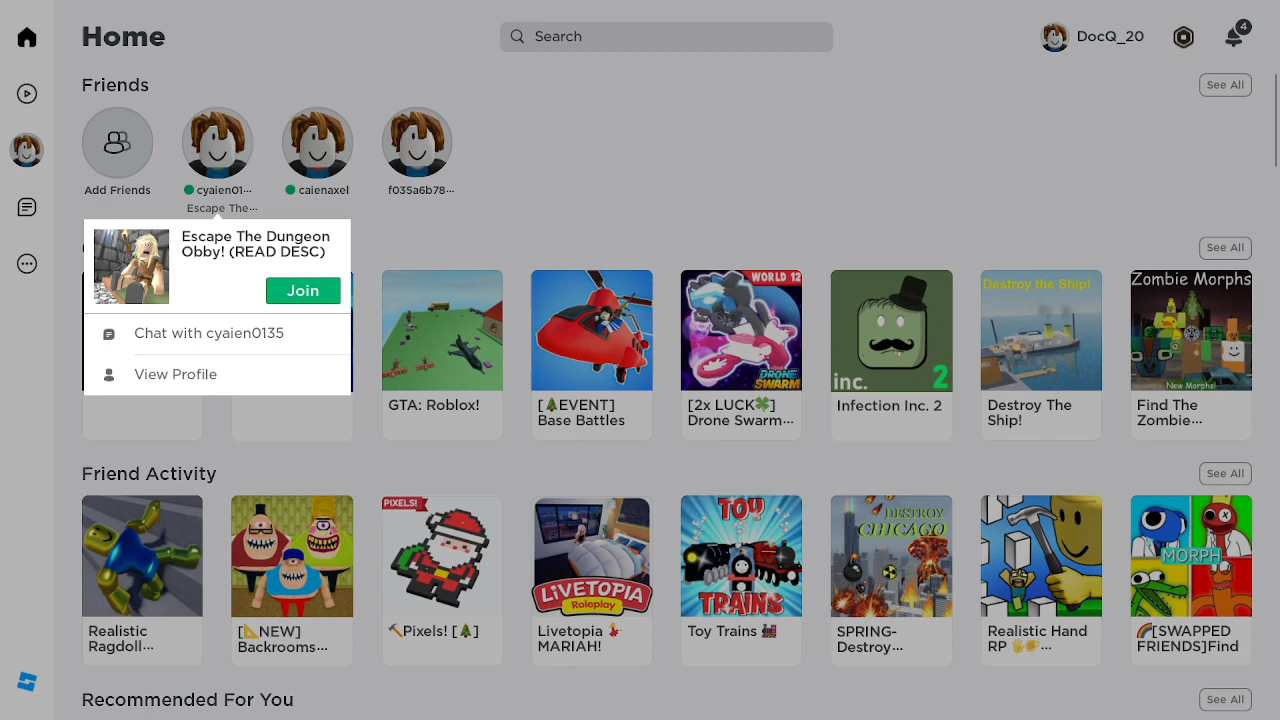 Home
Search
DocQ_20
4
Friends
See All
Add Friends
cyaien01...
caienaxel
f035a6b78...
Escape The...
Escape The Dungeon
Obby! (READ DESC)
Join
Chat with cyaien0135
View Profile
See All
WORLD 12
DRONE
SWARM
inc. 2
Destroy the Ship!
Zombie Morphs
New Morphs!
GTA: Roblox!
[🎄EVENT]
Base Battles
[2x LUCK🍀]
Drone Swarm...
Infection Inc. 2
Destroy The
Ship!
Find The
Zombie...
Friend Activity
See All
PIXELS!
LIVETOPIA
Roleplay
TOY
TRAINS
DESTROY
CHICAGO
MORPH
Realistic
Ragdoll...
[📐NEW]
Backrooms...
🔨Pixels! [🎄]
Livetopia 💃
MARIAH!
Toy Trains 🚂
SPRING-
Destroy...
Realistic Hand
RP 🖐️🤛...
🌈[SWAPPED
FRIENDS]Find
Recommended For You
See All